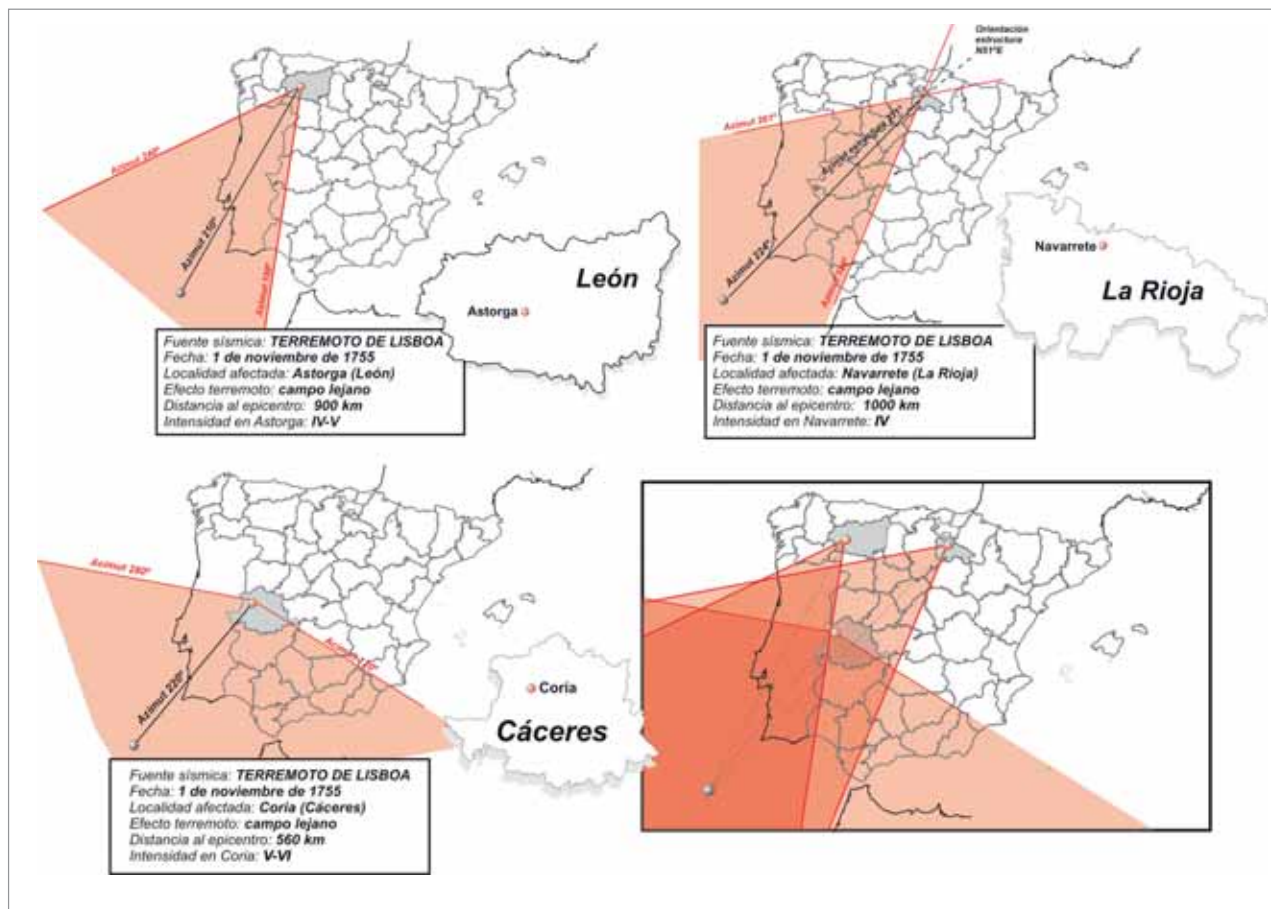 Azimut 210º
León
Astorga
Fuente sísmica: TERREMOTO DE LISBOA
Fecha: 1 de noviembre de 1755
Localidad afectada: Astorga (León)
Efecto terremoto: campo lejano
Distancia al epicentro: 900 km
Intensidad en Astorga: IV-V
Orientación
estructura
N51ºE
Azimut
Azimut 224º
Azimut
Navarrete
La Rioja
Fuente sísmica: TERREMOTO DE LISBOA
Fecha: 1 de noviembre de 1755
Localidad afectada: Navarrete (La Rioja)
Efecto terremoto: campo lejano
Distancia al epicentro: 1000 km
Intensidad en Navarrete: IV
Azimut 280º
Azimut 220º
Coria
Cáceres
Fuente sísmica: TERREMOTO DE LISBOA
Fecha: 1 de noviembre de 1755
Localidad afectada: Coria (Cáceres)
Efecto terremoto: campo lejano
Distancia al epicentro: 560 km
Intensidad en Coria: V-VI